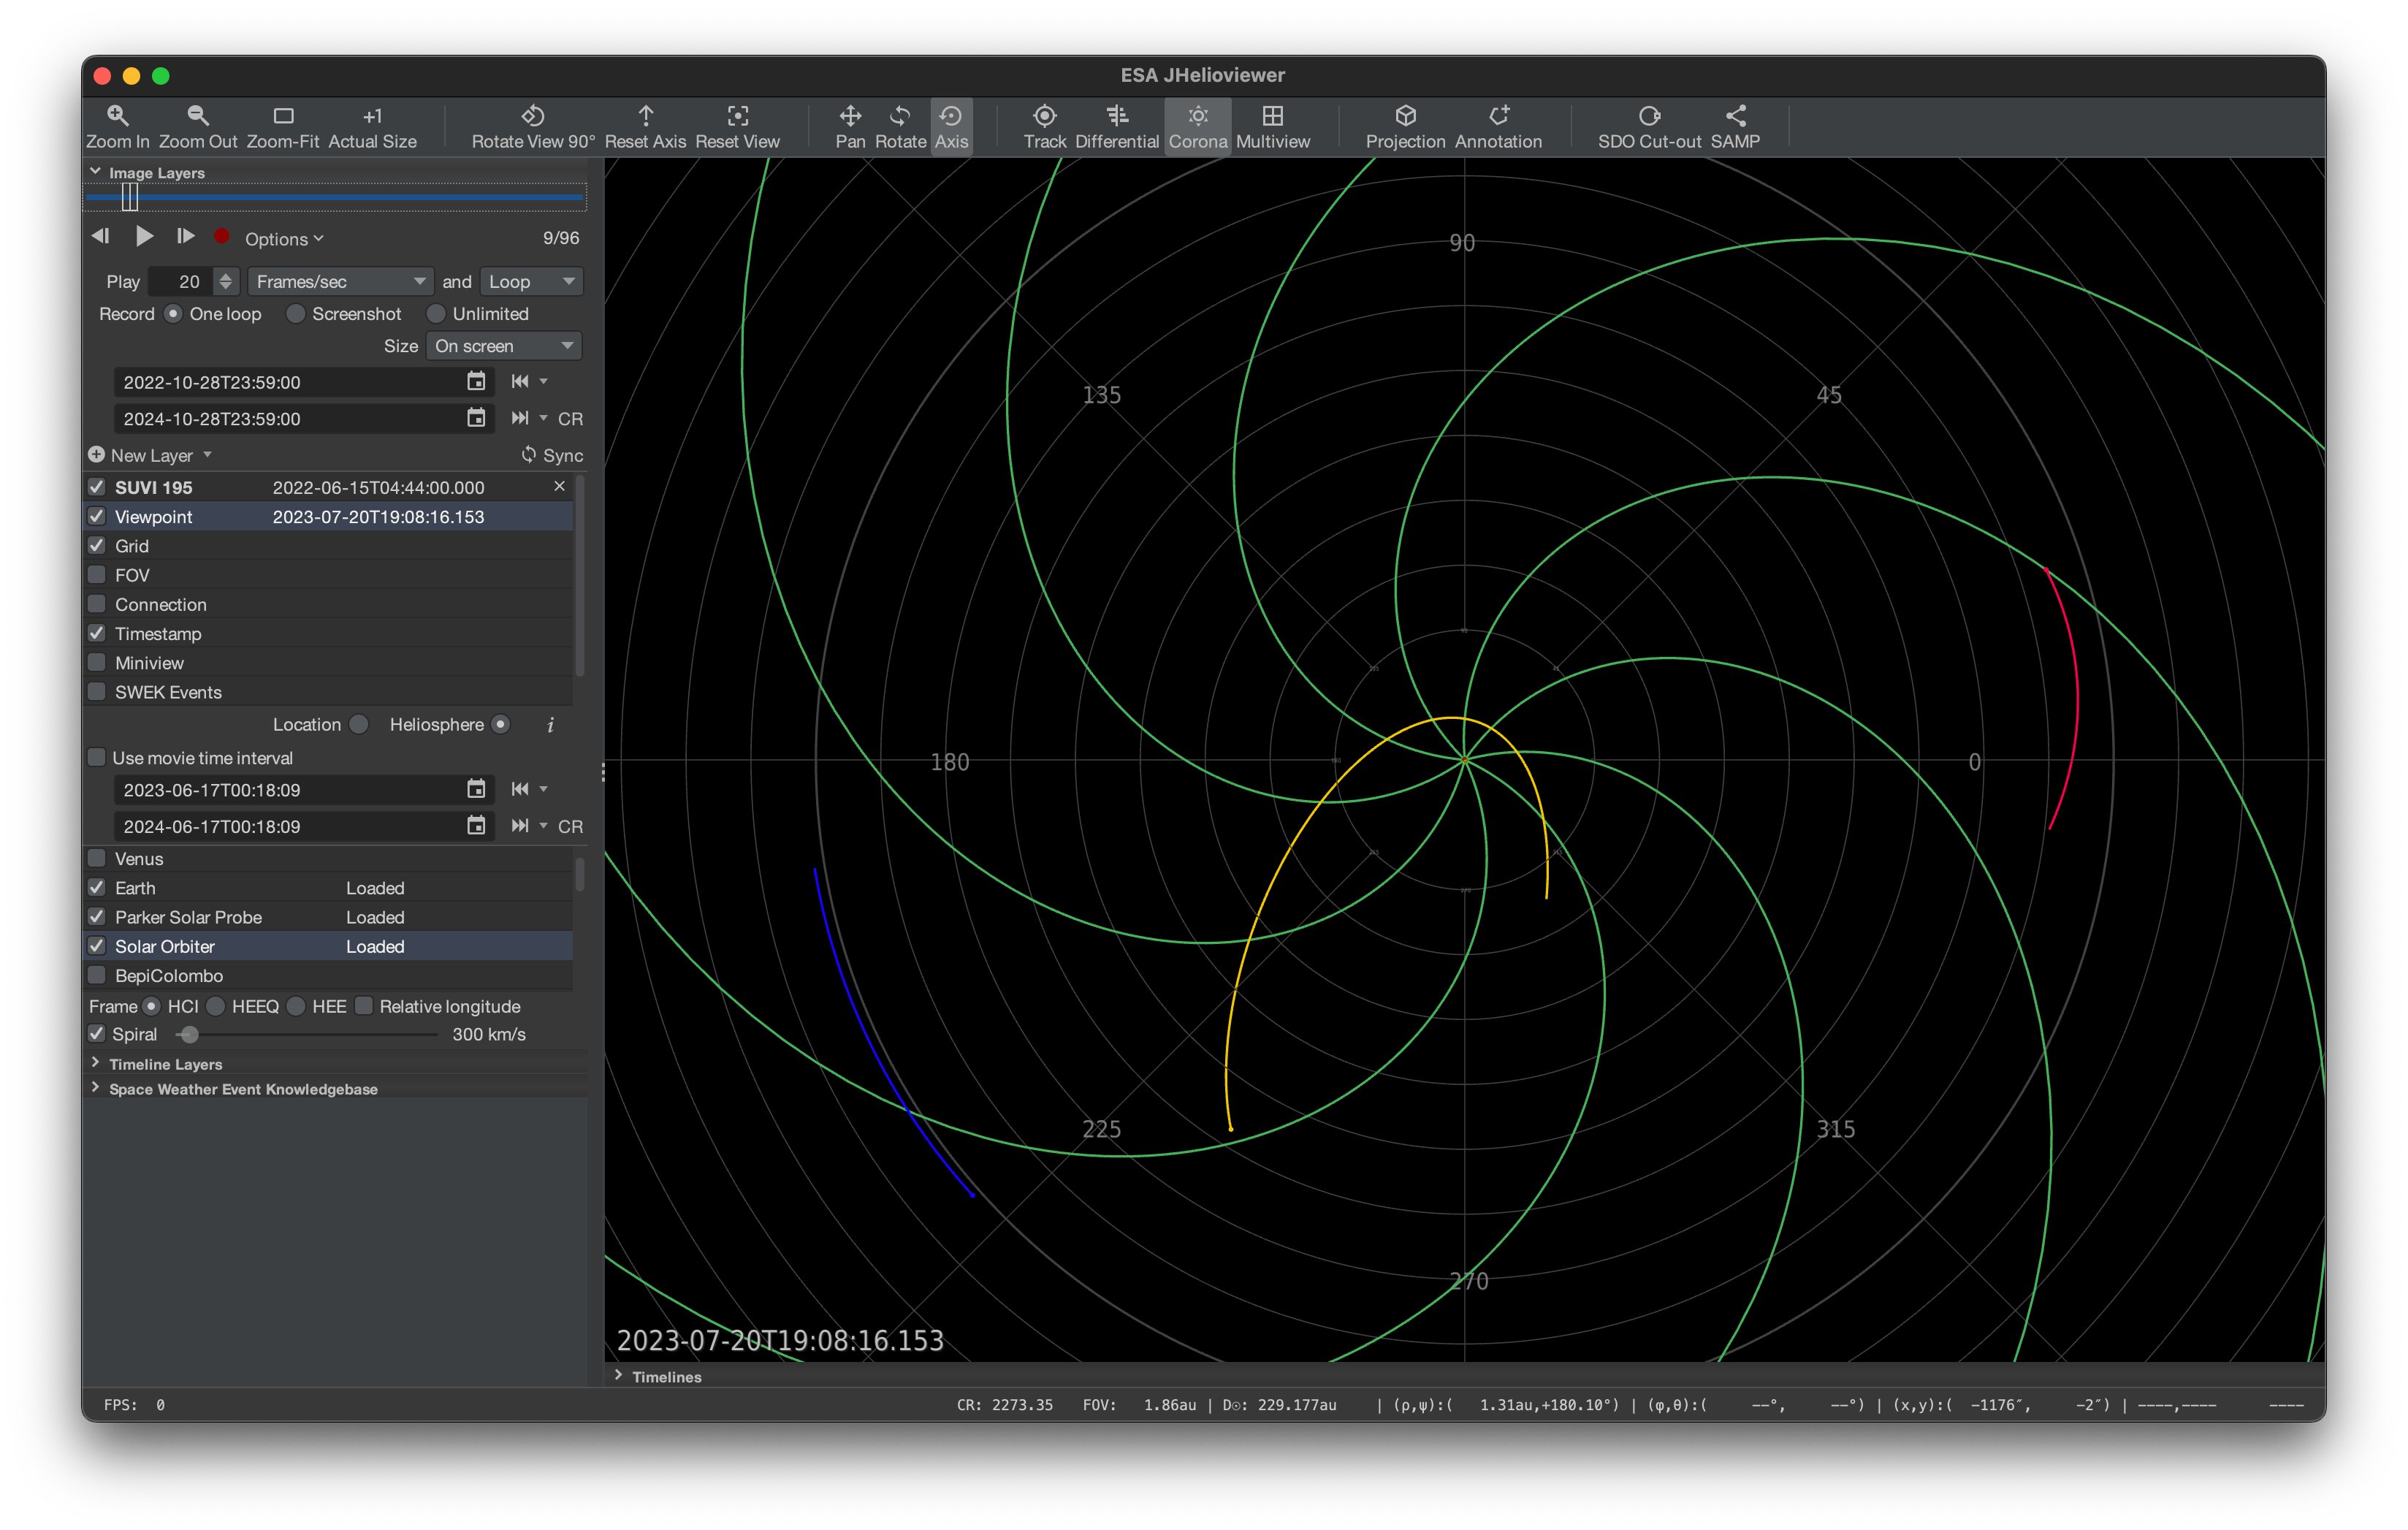 ESA JHelioviewer
Zoom In Zoom Out Zoom-Fit Actual Size Rotate View 90° Reset Axis Reset View Pan Rotate Axis Track Differential Corona Multiview Projection Annotation SDO Cut-out SAMP
+1
Image Layers
Options 9/96
Play 20 Frames/sec and Loop
Record One loop Screenshot Unlimited
Size On screen
2022-10-28T23:59:00
2024-10-28T23:59:00 CR
New Layer Sync
SUVI 195 2022-06-15T04:44:00.000
Viewpoint 2023-07-20T19:08:16.153
Grid
FOV
Connection
Timestamp
Miniview
SWEK Events
Location Heliosphere i
Use movie time interval
2023-06-17T00:18:09
2024-06-17T00:18:09 CR
Venus
Earth Loaded
Parker Solar Probe Loaded
Solar Orbiter Loaded
BepiColombo
Frame HCI HEEQ HEE Relative longitude
Spiral 300 km/s
Timeline Layers
Space Weather Event Knowledgebase
90
135 45
180 0
225 315
270
2023-07-20T19:08:16.153
Timelines
FPS: 0 CR: 2273.35 FOV: 1.86au | D☉: 229.177au | (ρ,ψ):( 1.31au,+180.10°) | (φ,θ):( ––°, ––°) | (x,y):( -1176″, -2″) | ----,---- ----